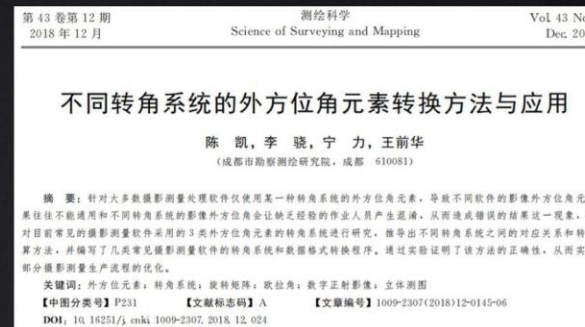 第 43 卷第 12 期
测绘科学
Vol. 43 No
2018 年 12 月
Science of Surveying and Mapping
Dec. 20
不同转角系统的外方位角元素转换方法与应用
陈 凯，李 骁，宁 力，王前华
(成都市勘察测绘研究院，成都 610081)
摘 要：针对大多数摄影测量处理软件仅使用某一种转角系统的外方位角元素，导致不同软件的影像外方位角元
果往往不能通用和不同转角系统的影像外方位角会让缺乏经验的作业人员产生混淆，从而造成错误的结果这一现象，
对目前常见的摄影测量软件采用的 3 类外方位角元素的转角系统进行研究，推导出不同转角系统之间的对应关系和转
算方法，并编写了几类常见摄影测量软件的转角系统和数据格式转换程序。通过实验证明了该方法的正确性，从而实
部分摄影测量生产流程的优化。
关键词：外方位元素；转角系统；旋转矩阵；欧拉角；数字正射影像；立体测图
【中图分类号】P231 【文献标志码】A 【文章编号】1009-2307(2018)12-0145-06
DOI: 10. 16251/j. cnki. 1009-2307. 2018. 12. 024